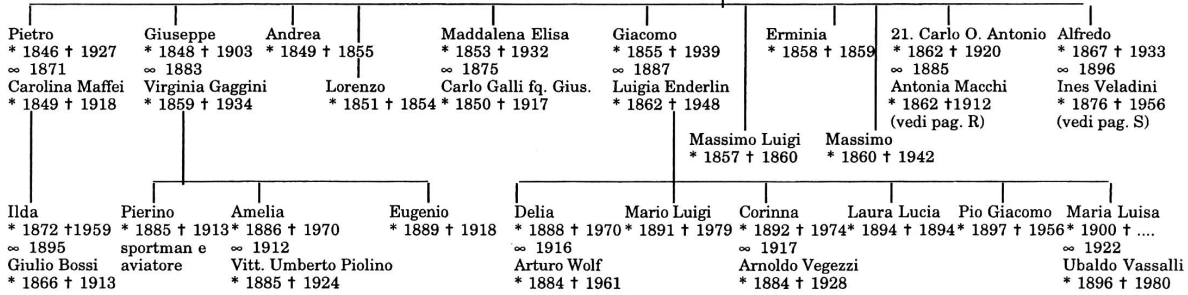 Pietro
* 1846 † 1927
∞ 1871
Carolina Maffei
* 1849 † 1918
Giuseppe
* 1848 † 1903
∞ 1883
Virginia Gaggini
* 1859 † 1934
Andrea
* 1849 † 1855
Lorenzo
* 1851 † 1854
Maddalena Elisa
* 1853 † 1932
∞ 1875
Carlo Galli fq. Gius.
* 1850 † 1917
Giacomo
* 1855 † 1939
∞ 1887
Luigia Enderlin
* 1862 † 1948
Massimo Luigi
* 1857 † 1860
Erminia
* 1858 † 1859
Massimo
* 1860 † 1942
21. Carlo O. Antonio
* 1862 † 1920
∞ 1885
Antonia Macchi
* 1862 †1912
(vedi pag. R)
Alfredo
* 1867 † 1933
∞ 1896
Ines Veladini
* 1876 † 1956
(vedi pag. S)
Ilda
* 1872 †1959
∞ 1895
Giulio Bossi
* 1866 † 1913
Pierino
* 1885 † 1913
sportman e
aviatore
Amelia
* 1886 † 1970
∞ 1912
Vitt. Umberto Piolino
* 1885 † 1924
Eugenio
* 1889 † 1918
Delia
* 1888 † 1970
∞ 1916
Arturo Wolf
* 1884 † 1961
Mario Luigi
* 1891 † 1979
Corinna
* 1892 † 1974
∞ 1917
Arnoldo Vegezzi
* 1884 † 1928
Laura Lucia
* 1894 † 1894
Pio Giacomo
* 1897 † 1956
Maria Luisa
* 1900 † ....
∞ 1922
Ubaldo Vassalli
* 1896 † 1980